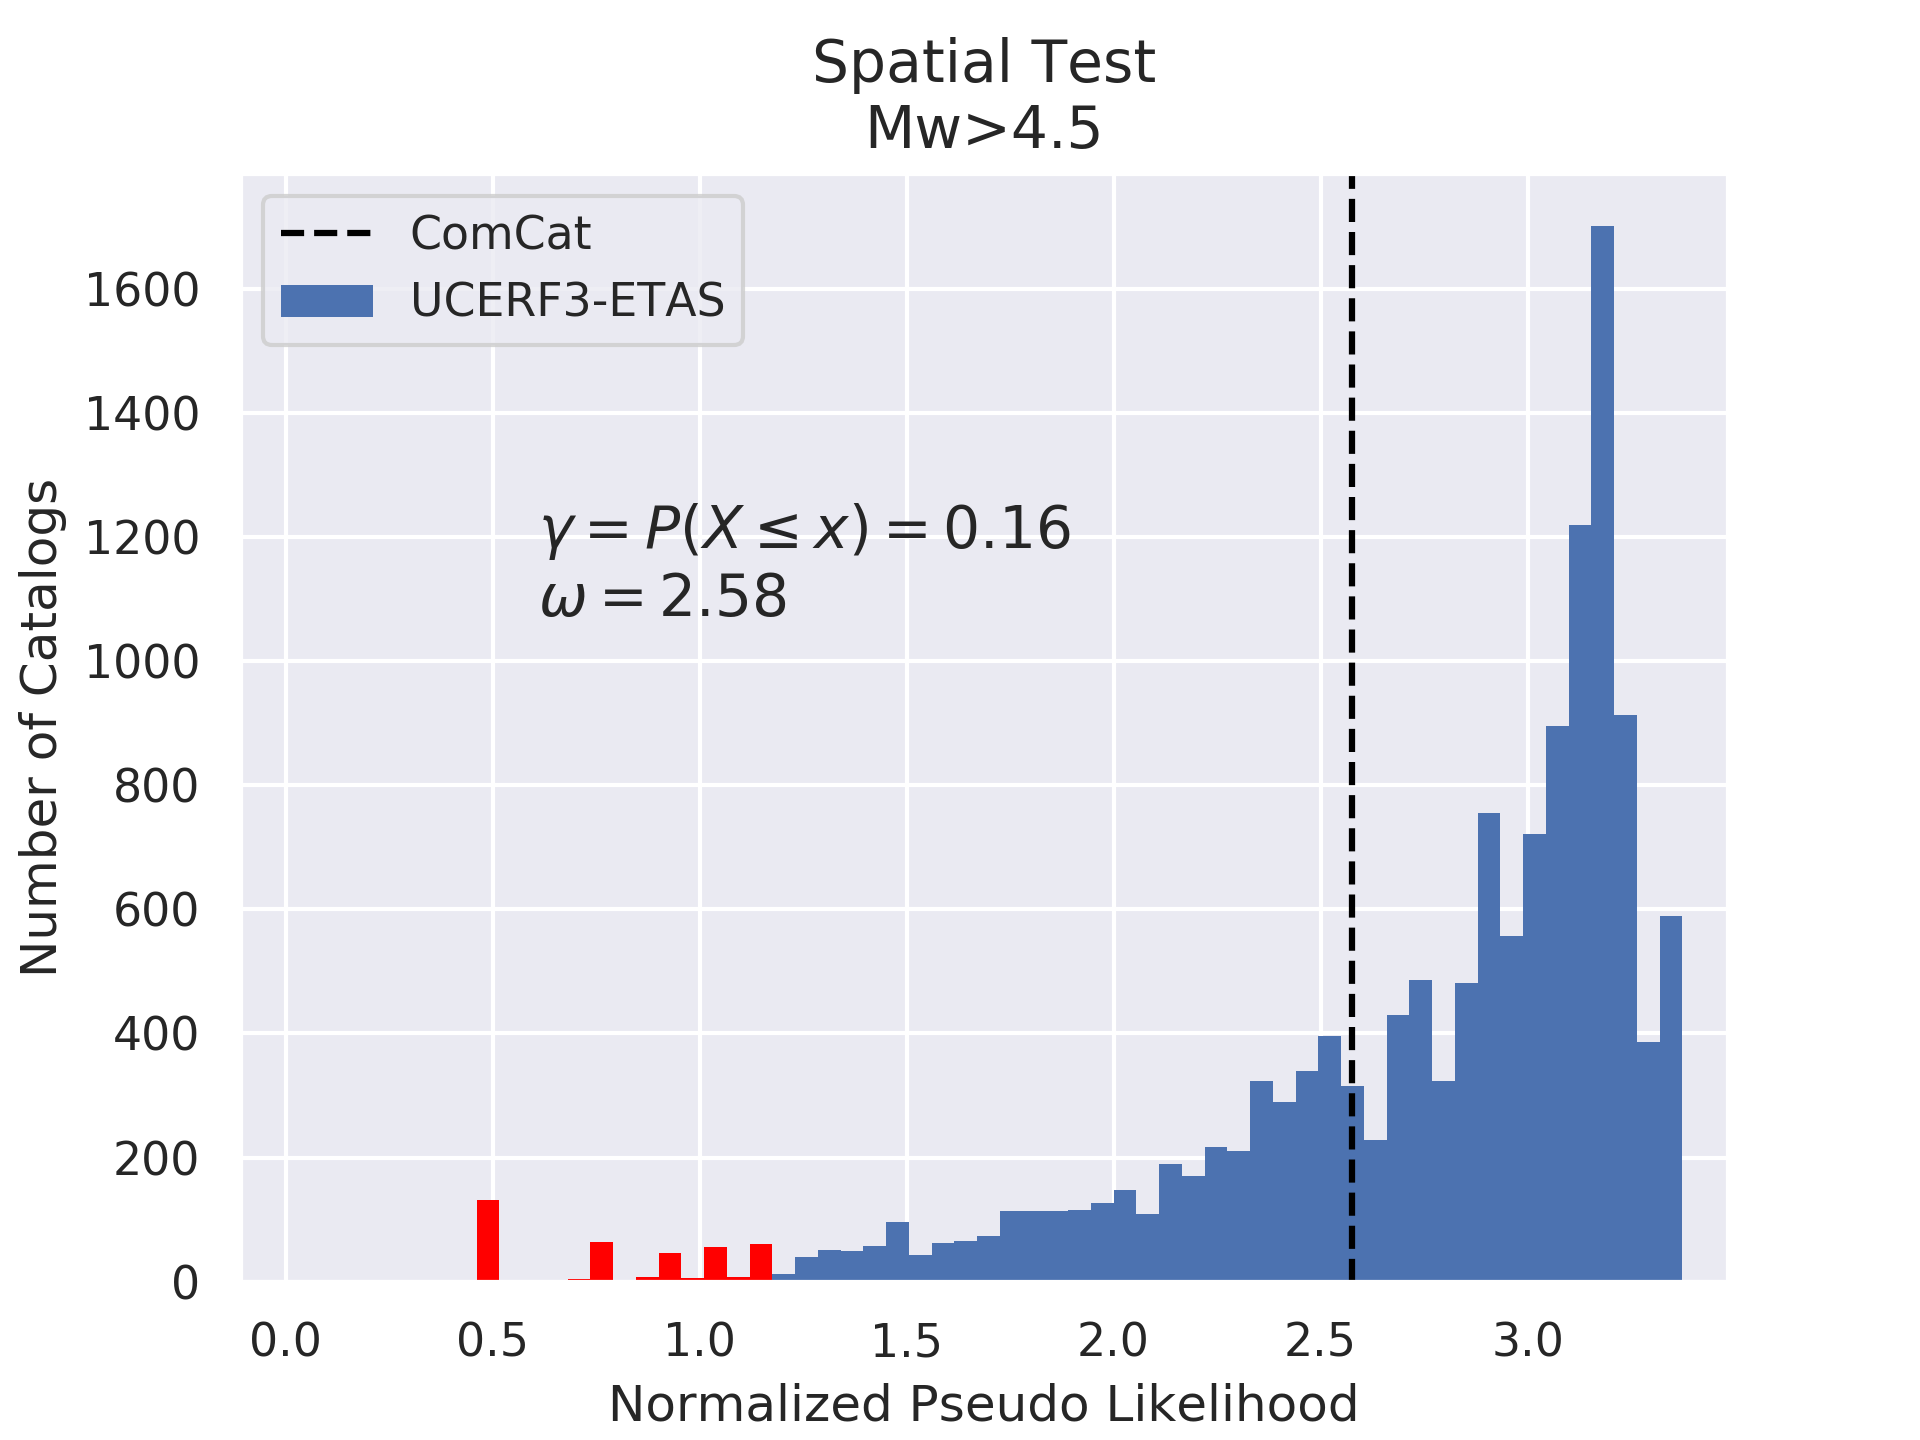 Spatial Test
Mw>4.5
ComCat
UCERF3-ETAS
γ = P(X ≤ x) = 0.16
ω = 2.58
Number of Catalogs
1600
1400
1200
1000
800
600
400
200
0
0.0 0.5 1.0 1.5 2.0 2.5 3.0
Normalized Pseudo Likelihood